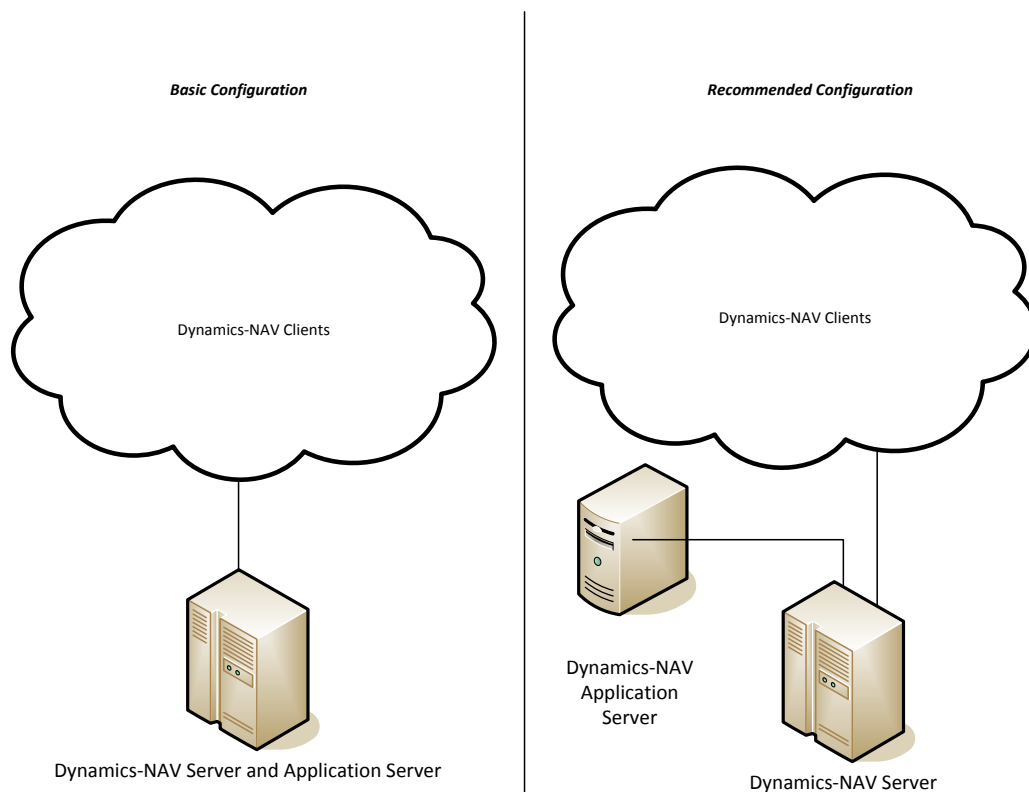 Basic Configuration
Dynamics-NAV Clients
Dynamics-NAV Server and Application Server
Recommended Configuration
Dynamics-NAV Clients
Dynamics-NAV
Application
Server
Dynamics-NAV Server